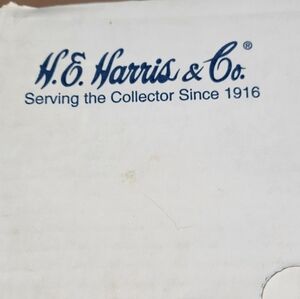 H.E. Harris & Co.®
Serving the Collector Since 1916